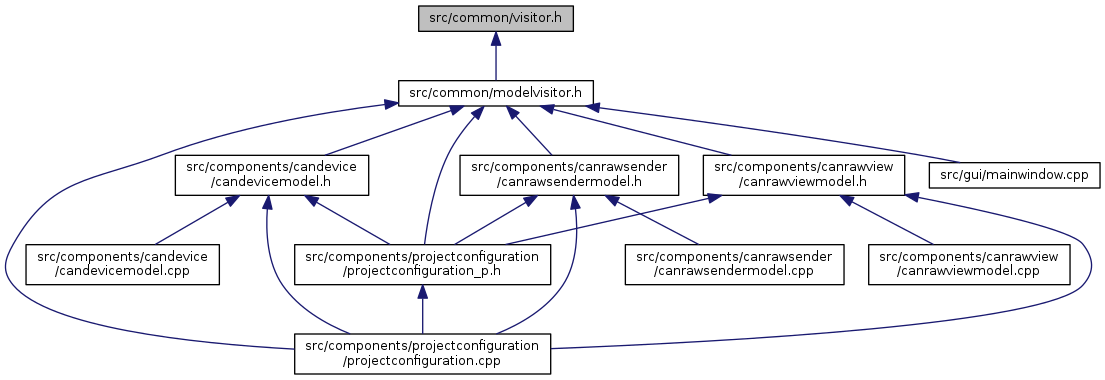 src/common/visitor.h
src/common/modelvisitor.h
src/components/candevice
/candevicemodel.h
src/components/canrawsender
/canrawsendermodel.h
src/components/canrawview
/canrawviewmodel.h
src/gui/mainwindow.cpp
src/components/candevice
/candevicemodel.cpp
src/components/projectconfiguration
/projectconfiguration_p.h
src/components/canrawsender
/canrawsendermodel.cpp
src/components/canrawview
/canrawviewmodel.cpp
src/components/projectconfiguration
/projectconfiguration.cpp